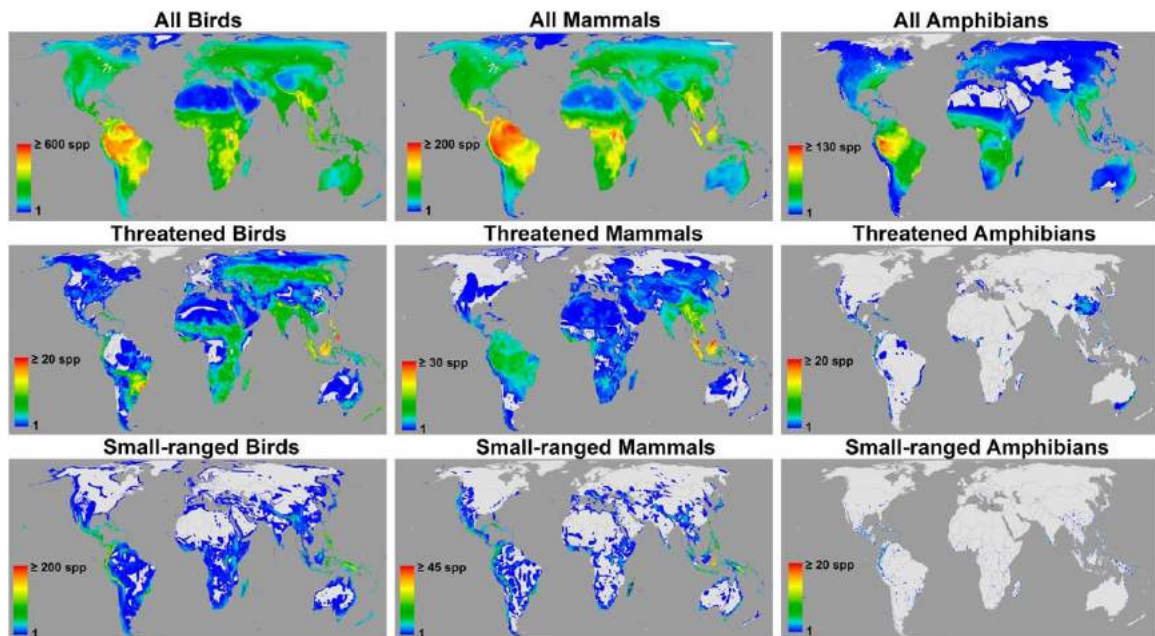 All Birds
All Mammals
All Amphibians
≥ 600 spp
1
≥ 200 spp
1
≥ 130 spp
1
Threatened Birds
Threatened Mammals
Threatened Amphibians
≥ 20 spp
1
≥ 30 spp
1
≥ 20 spp
1
Small-ranged Birds
Small-ranged Mammals
Small-ranged Amphibians
≥ 200 spp
1
≥ 45 spp
1
≥ 20 spp
1